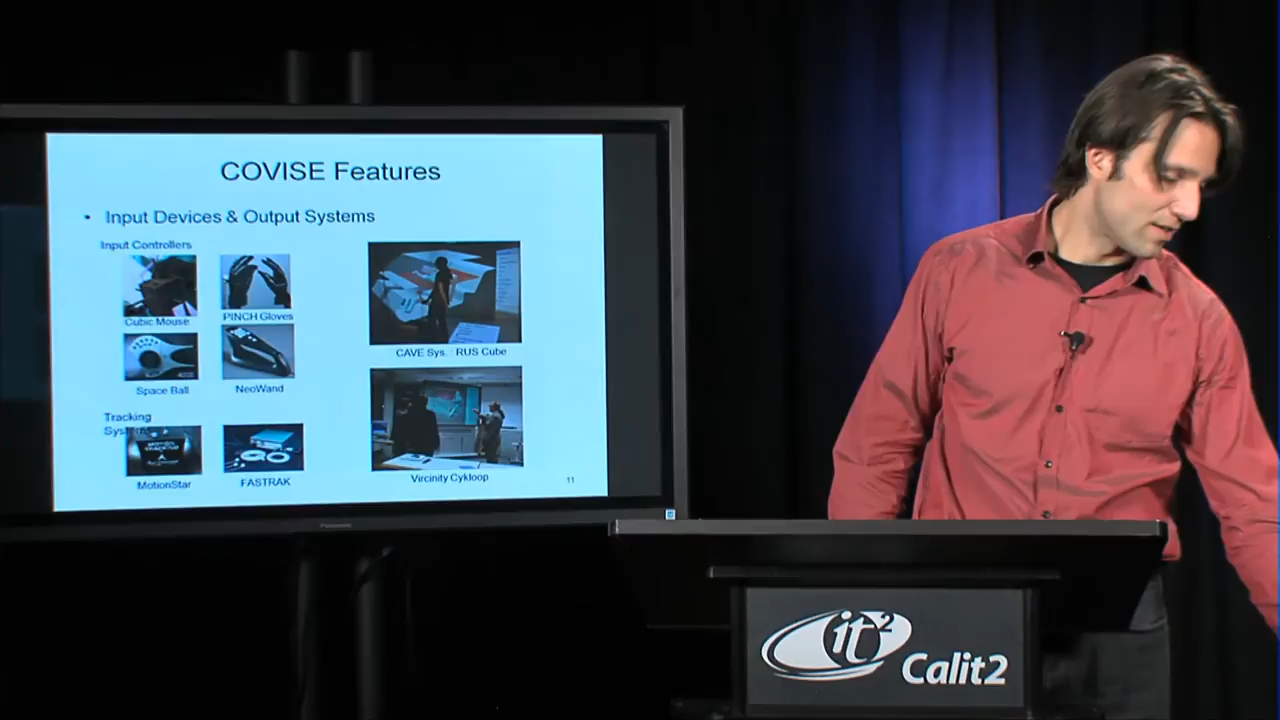 COVISE Features
• Input Devices & Output Systems
Input Controllers
Cubic Mouse
PINCH Gloves
Space Ball
NeoWand
CAVE Sys. : RUS Cube
Tracking
MotionStar
FASTRAK
Vircinity Cykloop
11
Panasonic
it2
Calit2